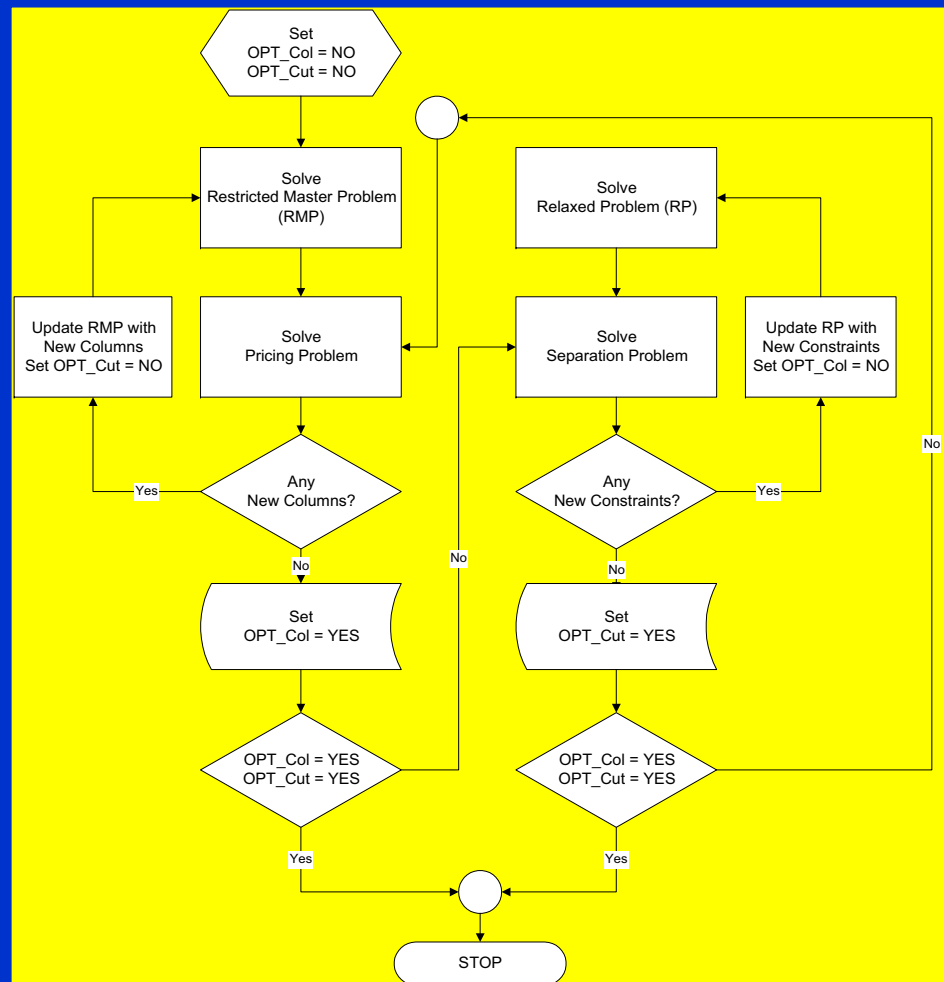 Set
OPT_Col = NO
OPT_Cut = NO
Solve
Restricted Master Problem
(RMP)
Solve
Relaxed Problem (RP)
Update RMP with
New Columns
Set OPT_Cut = NO
Solve
Pricing Problem
Solve
Separation Problem
Update RP with
New Constraints
Set OPT_Col = NO
No
Yes
Any
New Columns?
Any
New Constraints?
Yes
No
No
No
Set
OPT_Col = YES
Set
OPT_Cut = YES
OPT_Col = YES
OPT_Cut = YES
OPT_Col = YES
OPT_Cut = YES
Yes
Yes
STOP